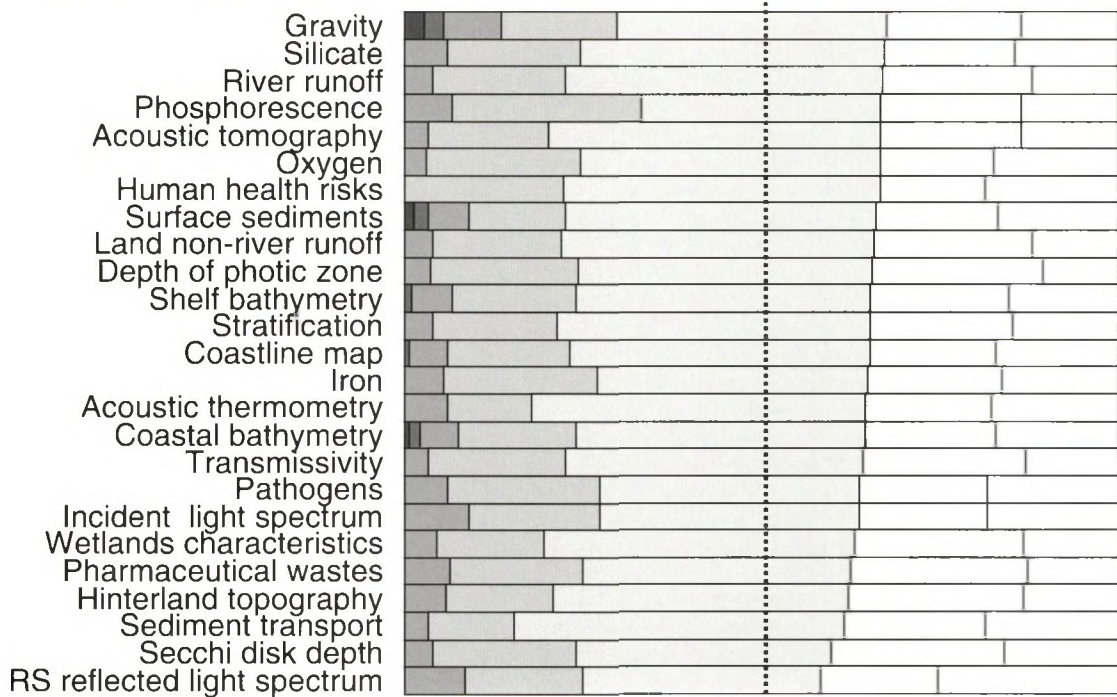 Gravity
Silicate
River runoff
Phosphorescence
Acoustic tomography
Oxygen
Human health risks
Surface sediments
Land non-river runoff
Depth of photic zone
Shelf bathymetry
Stratification
Coastline map
Iron
Acoustic thermometry
Coastal bathymetry
Transmissivity
Pathogens
Incident light spectrum
Wetlands characteristics
Pharmaceutical wastes
Hinterland topography
Sediment transport
Secchi disk depth
RS reflected light spectrum